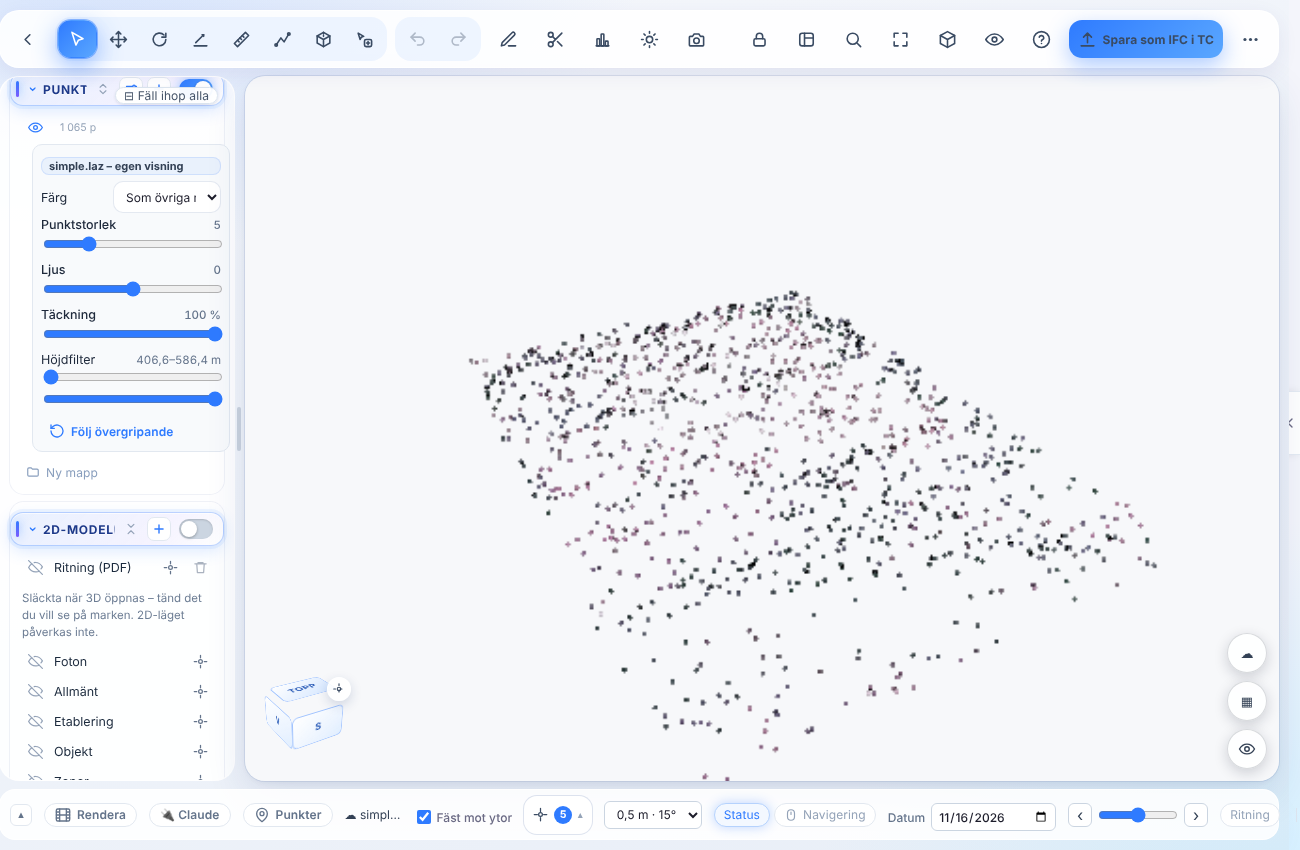 Spara som IFC i TC
PUNKT
Fäll ihop alla
1 065 p
simple.laz – egen visning
Färg
Som övriga
Punktstorlek 5
Ljus 0
Täckning 100 %
Höjdfilter 406,6–586,4 m
Följ övergripande
Ny mapp
2D-MODEL
Ritning (PDF)
Släckta när 3D öppnas – tänd det
du vill se på marken. 2D-läget
påverkas inte.
Foton
Allmänt
Etablering
Objekt
TOPP
S
Rendera
Claude
Punkter
simpl...
Fäst mot ytor
5
0,5 m · 15°
Status
Navigering
Datum
11/16/2026
Ritning